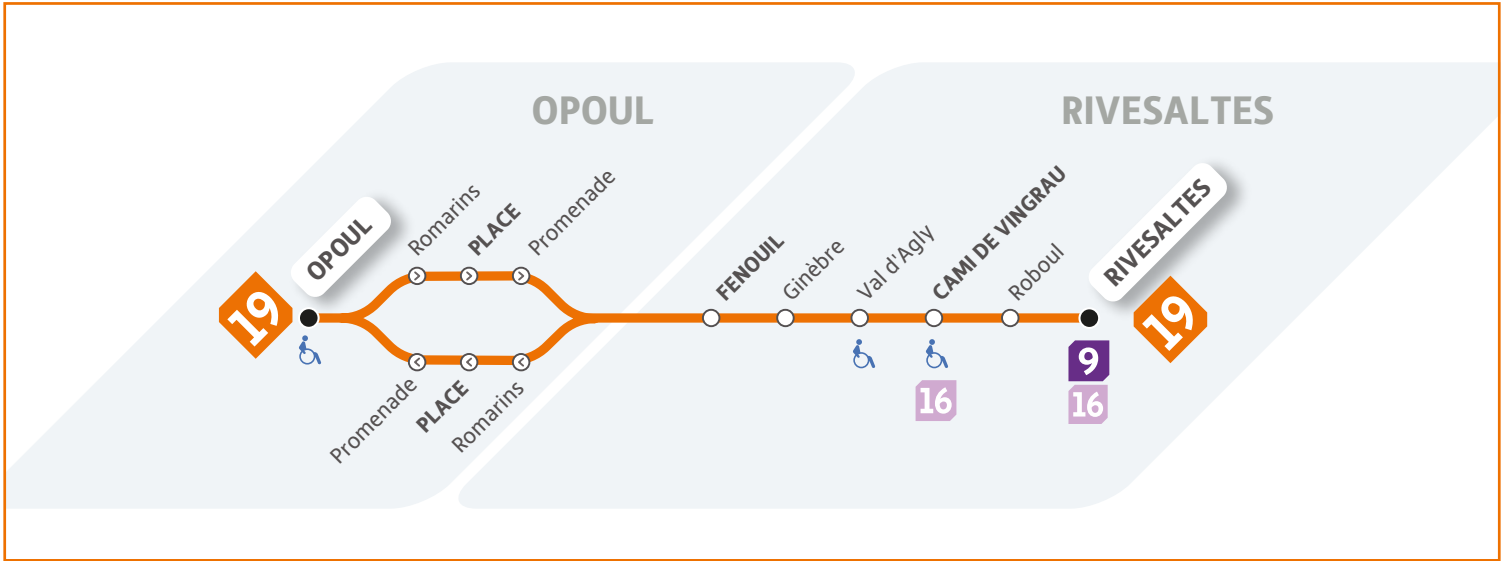 OPOUL
RIVESALTES
19
OPOUL
Romarins
PLACE
Promenade
Promenade
PLACE
Romarins
FENOUIL
Ginèbre
Val d'Agly
CAMI DE VINGRAU
Roboul
RIVESALTES
19
16
9
16